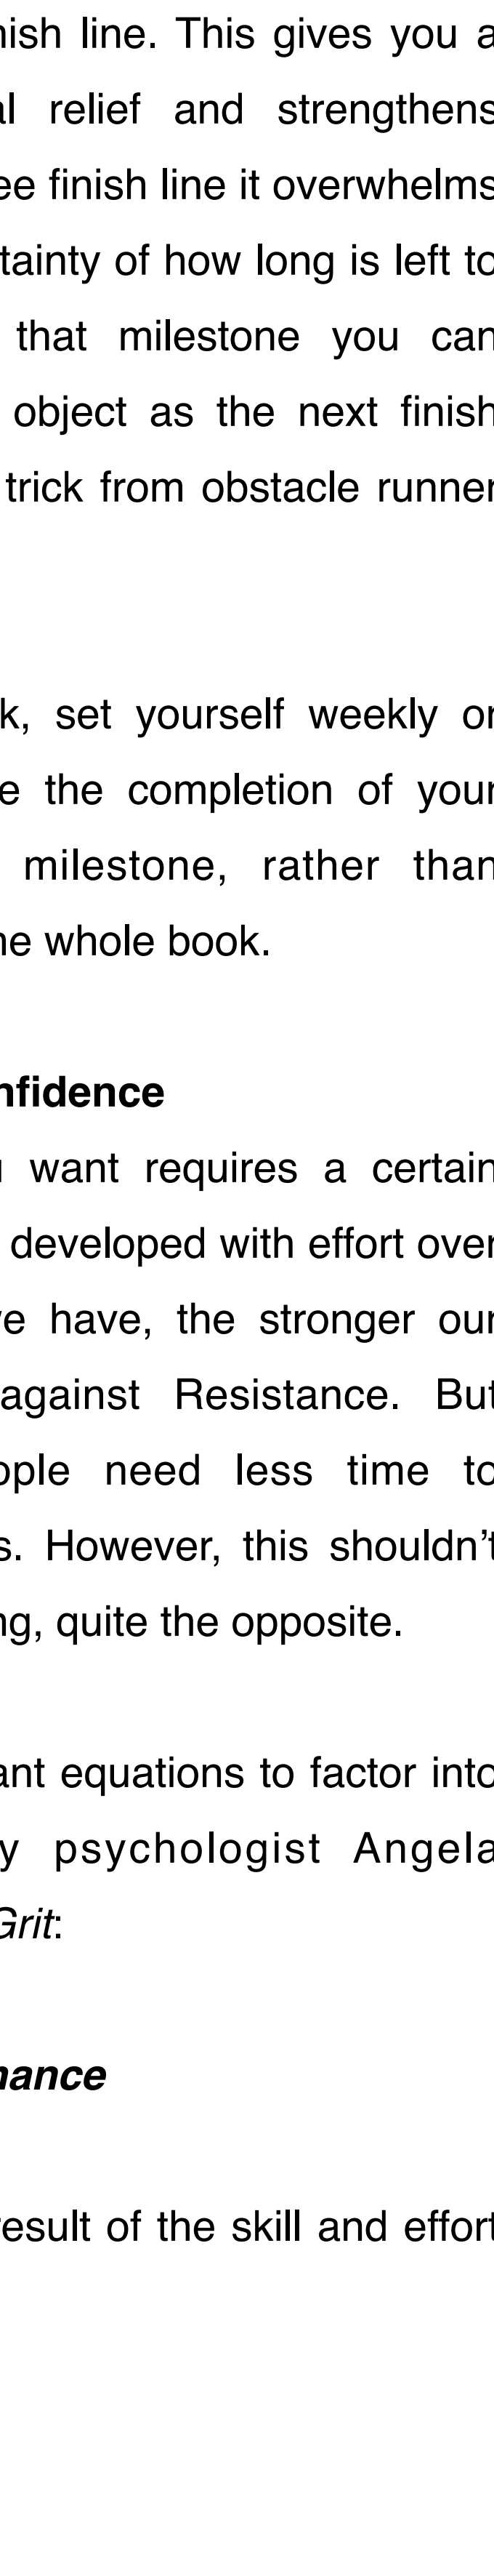 nish line. This gives you a
al relief and strengthens
ee finish line it overwhelms
tainty of how long is left to
that milestone you can
object as the next finish
trick from obstacle runner
k, set yourself weekly or
e the completion of your
milestone, rather than
he whole book.
nfidence
u want requires a certain
developed with effort over
ve have, the stronger our
against Resistance. But
ople need less time to
s. However, this shouldn’t
ng, quite the opposite.
ant equations to factor into
y psychologist Angela
Grit:
mance
result of the skill and effort